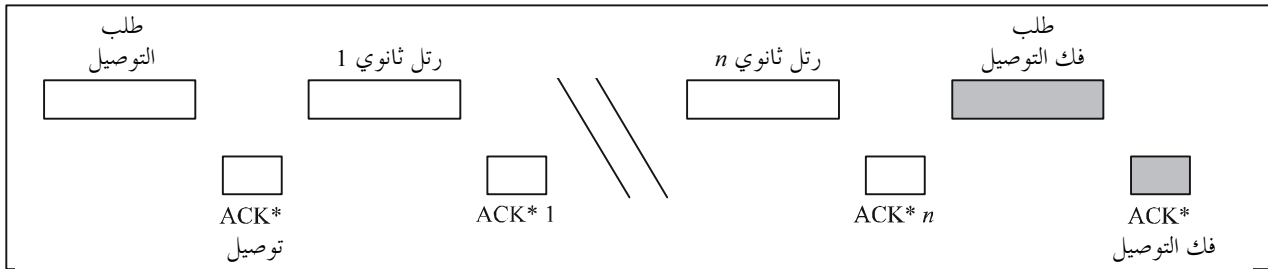 طلب
التوصيل
رتل ثانوي 1
رتل ثانوي n
طلب
فك التوصيل
ACK*
توصيل
ACK* 1
ACK* n
ACK*
فك التوصيل